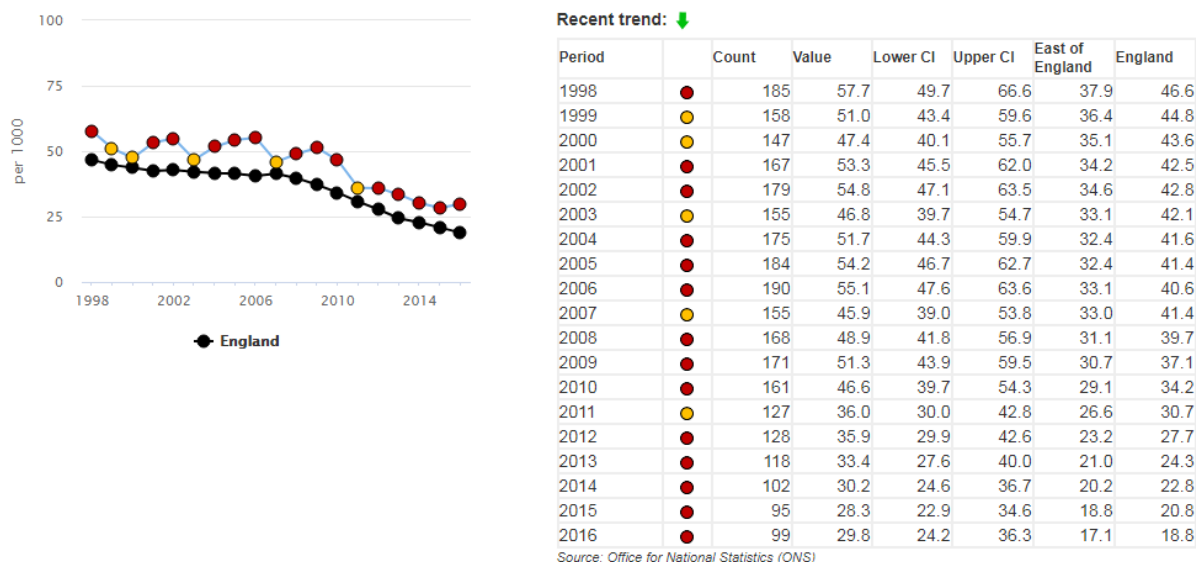 100
75
50
25
0
per 1000
1998 2002 2006 2010 2014
England
Recent trend:
Period Count Value Lower CI Upper CI East of England England
1998 185 57.7 49.7 66.6 37.9 46.6
1999 158 51.0 43.4 59.6 36.4 44.8
2000 147 47.4 40.1 55.7 35.1 43.6
2001 167 53.3 45.5 62.0 34.2 42.5
2002 179 54.8 47.1 63.5 34.6 42.8
2003 155 46.8 39.7 54.7 33.1 42.1
2004 175 51.7 44.3 59.9 32.4 41.6
2005 184 54.2 46.7 62.7 32.4 41.4
2006 190 55.1 47.6 63.6 33.1 40.6
2007 155 45.9 39.0 53.8 33.0 41.4
2008 168 48.9 41.8 56.9 31.1 39.7
2009 171 51.3 43.9 59.5 30.7 37.1
2010 161 46.6 39.7 54.3 29.1 34.2
2011 127 36.0 30.0 42.8 26.6 30.7
2012 128 35.9 29.9 42.6 23.2 27.7
2013 118 33.4 27.6 40.0 21.0 24.3
2014 102 30.2 24.6 36.7 20.2 22.8
2015 95 28.3 22.9 34.6 18.8 20.8
2016 99 29.8 24.2 36.3 17.1 18.8
Source: Office for National Statistics (ONS)